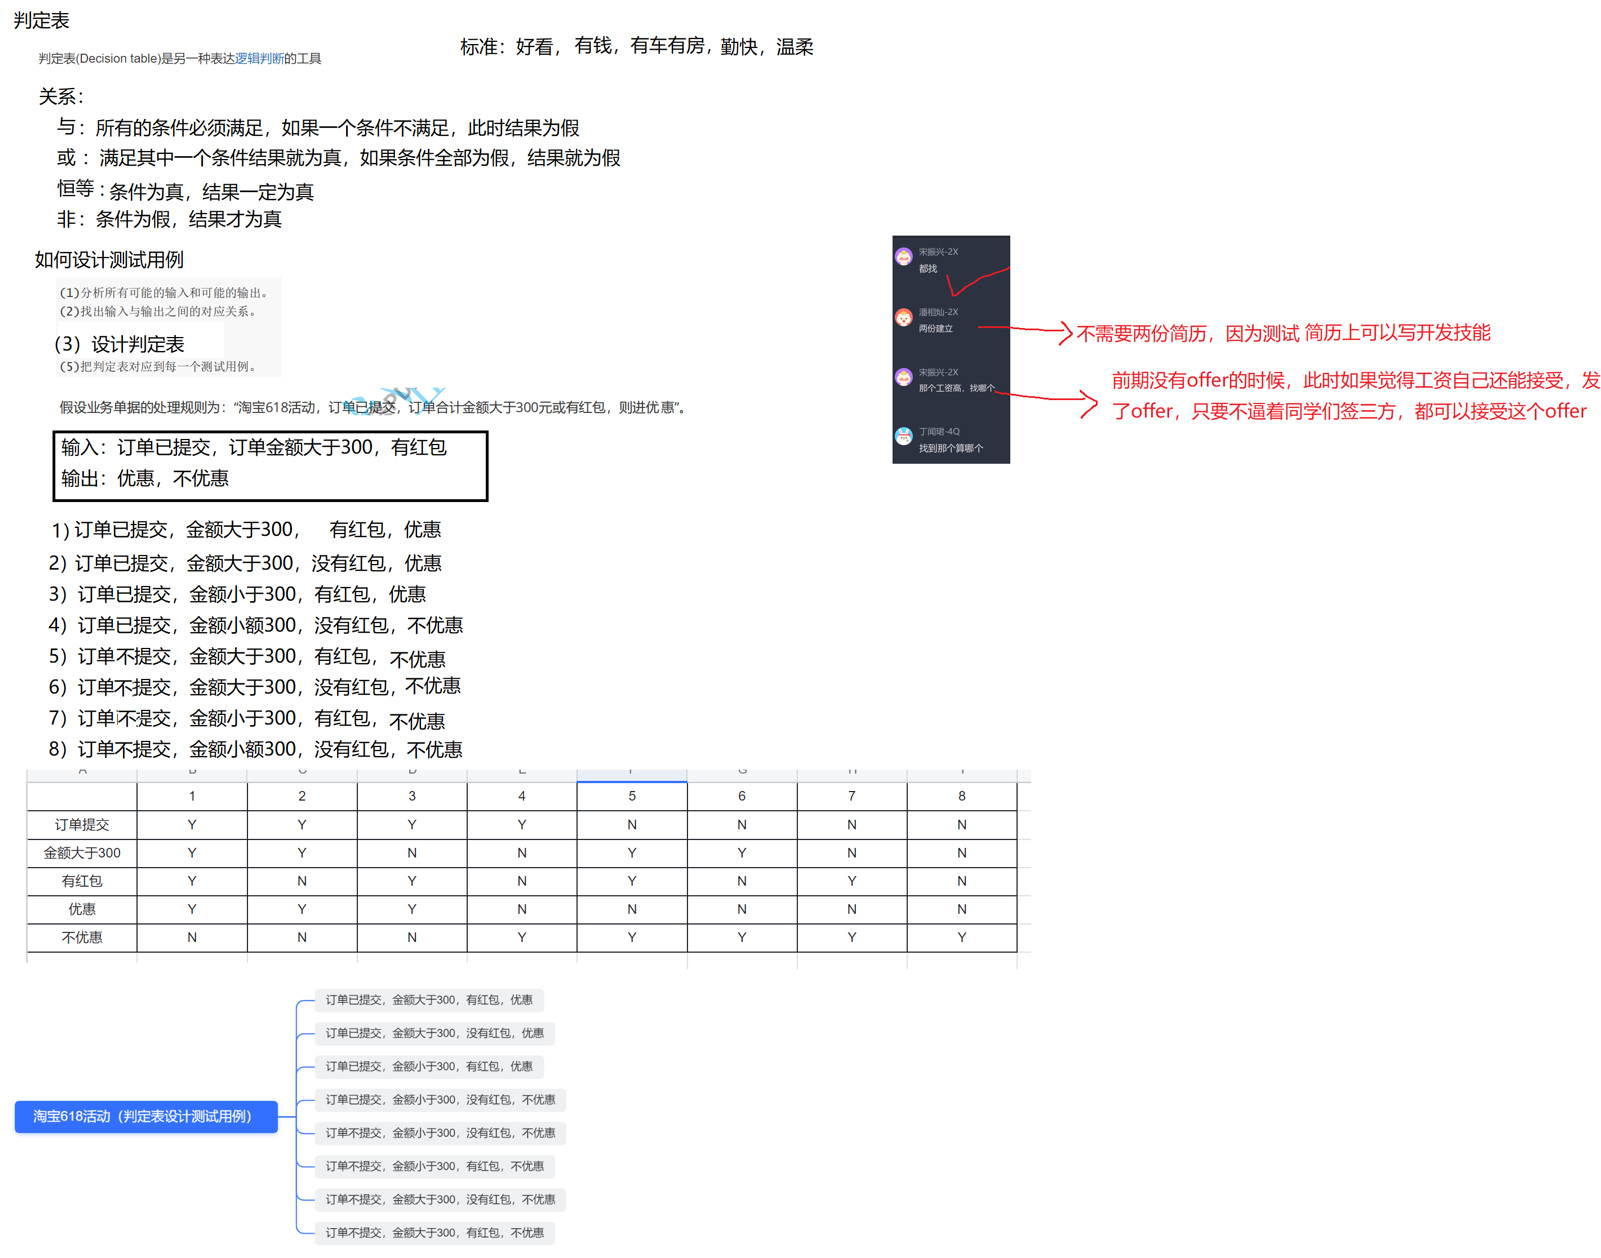 判定表
判定表(Decision table)是另一种表达逻辑判断的工具
标准：好看，有钱，有车有房，勤快，温柔
关系：
与：所有的条件必须满足，如果一个条件不满足，此时结果为假
或：满足其中一个条件结果就为真，如果条件全部为假，结果就为假
恒等：条件为真，结果一定为真
非：条件为假，结果才为真
如何设计测试用例
(1)分析所有可能的输入和可能的输出。
(2)找出输入与输出之间的对应关系。
(3）设计判定表
(5)把判定表对应到每一个测试用例。
假设业务单据的处理规则为：“淘宝618活动，订单已提交，订单合计金额大于300元或有红包，则进优惠”。
输入：订单已提交，订单金额大于300，有红包
输出：优惠，不优惠
1）订单已提交，金额大于300， 有红包，优惠
2）订单已提交，金额大于300，没有红包，优惠
3）订单已提交，金额小于300，有红包，优惠
4）订单已提交，金额小额300，没有红包，不优惠
5）订单不提交，金额大于300，有红包，不优惠
6）订单不提交，金额大于300，没有红包，不优惠
7）订单不提交，金额小于300，有红包，不优惠
8）订单不提交，金额小额300，没有红包，不优惠
宋振兴-2X
都找
潘相灿-2X
两份建立
宋振兴-2X
那个工资高，找哪个
丁闻珺-4Q
找到那个算哪个
不需要两份简历，因为测试 简历上可以写开发技能
前期没有offer的时候，此时如果觉得工资自己还能接受，发
了offer，只要不逼着同学们签三方，都可以接受这个offer
1 2 3 4 5 6 7 8
订单提交 Y Y Y Y N N N N
金额大于300 Y Y N N Y Y N N
有红包 Y N Y N Y N Y N
优惠 Y Y Y N N N N N
不优惠 N N N Y Y Y Y Y
淘宝618活动（判定表设计测试用例）
订单已提交，金额大于300，有红包，优惠
订单已提交，金额大于300，没有红包，优惠
订单已提交，金额小于300，有红包，优惠
订单已提交，金额小于300，没有红包，不优惠
订单不提交，金额小于300，没有红包，不优惠
订单不提交，金额小于300，有红包，不优惠
订单不提交，金额大于300，没有红包，不优惠
订单不提交，金额大于300，有红包，不优惠